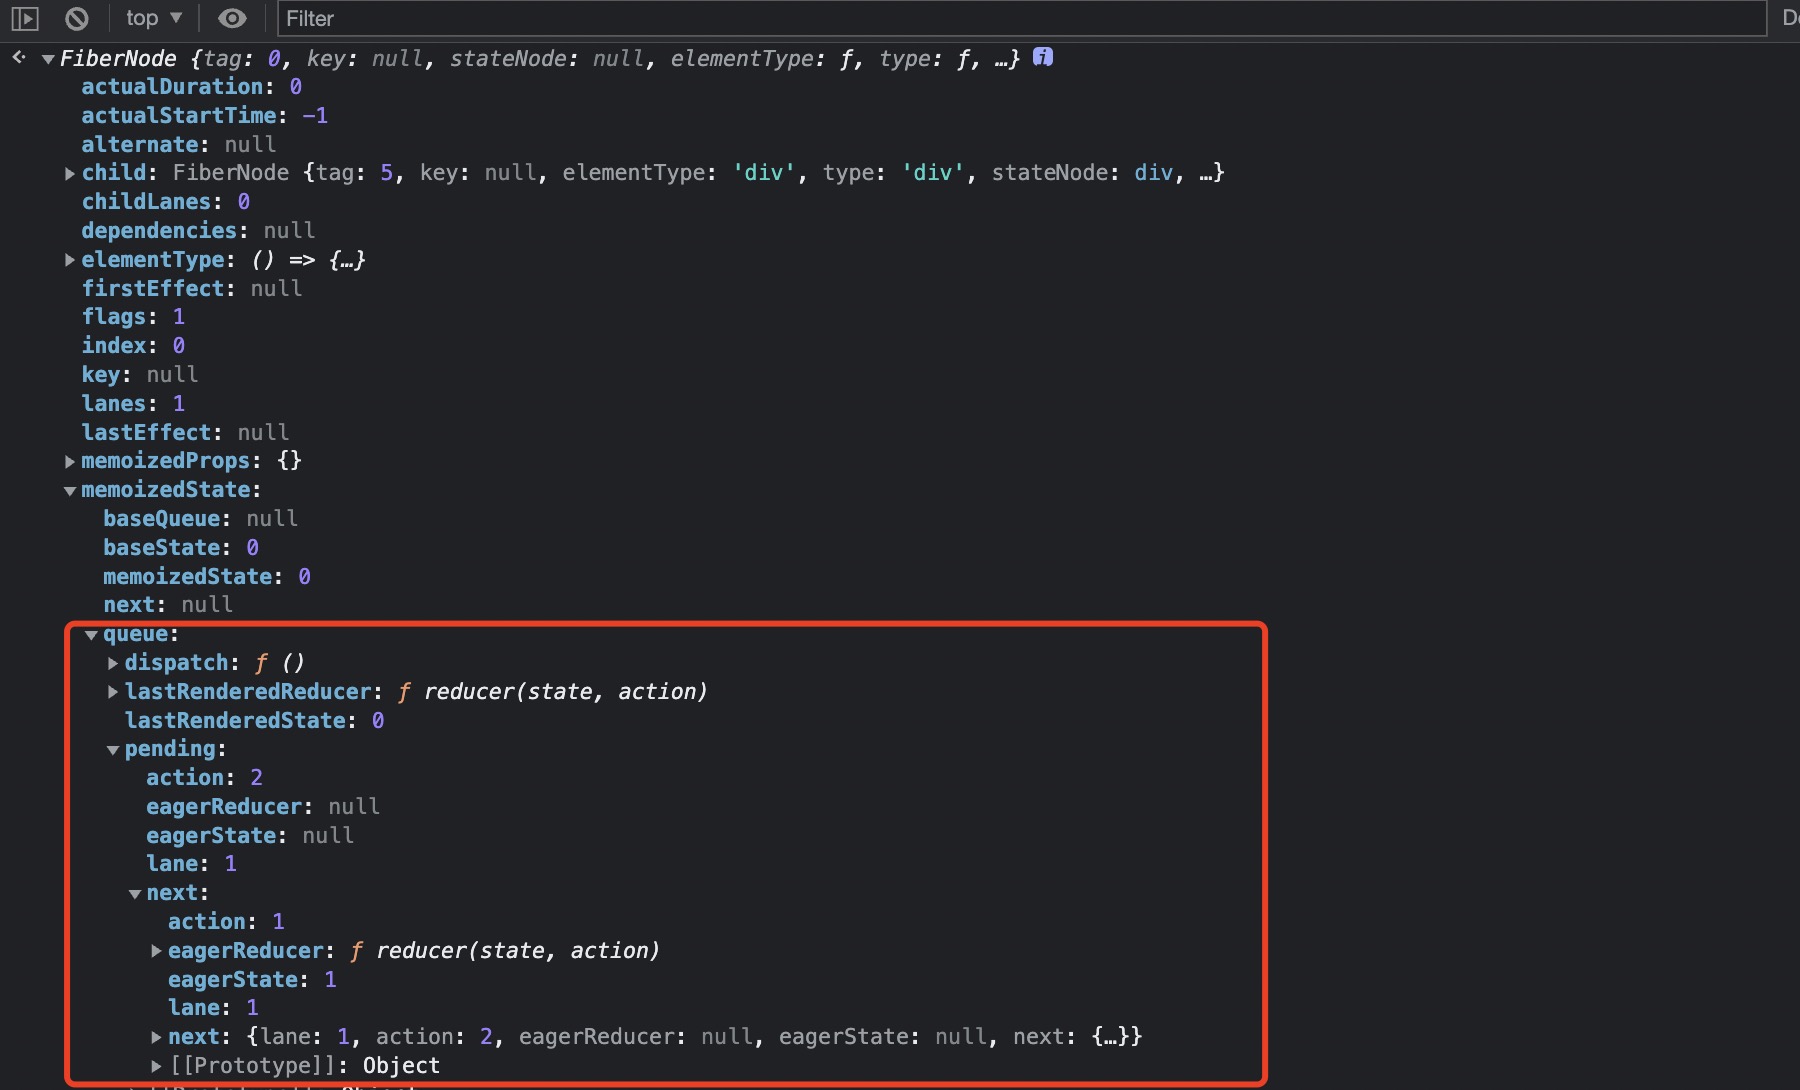 top ▼ Filter De
FiberNode {tag: 0, key: null, stateNode: null, elementType: ƒ, type: ƒ, …} i
actualDuration: 0
actualStartTime: -1
alternate: null
child: FiberNode {tag: 5, key: null, elementType: 'div', type: 'div', stateNode: div, …}
childLanes: 0
dependencies: null
elementType: () => {…}
firstEffect: null
flags: 1
index: 0
key: null
lanes: 1
lastEffect: null
memoizedProps: {}
memoizedState:
baseQueue: null
baseState: 0
memoizedState: 0
next: null
queue:
dispatch: ƒ ()
lastRenderedReducer: ƒ reducer(state, action)
lastRenderedState: 0
pending:
action: 2
eagerReducer: null
eagerState: null
lane: 1
next:
action: 1
eagerReducer: ƒ reducer(state, action)
eagerState: 1
lane: 1
next: {lane: 1, action: 2, eagerReducer: null, eagerState: null, next: {…}}
[[Prototype]]: Object